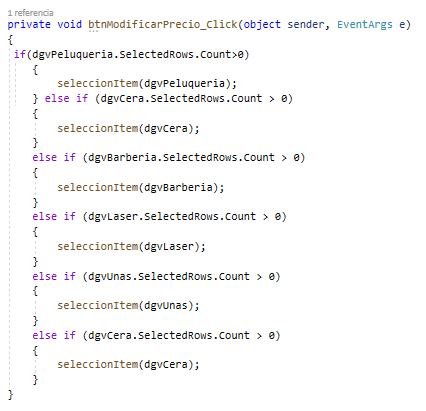 1 referencia
private void btnModificarPrecio_Click(object sender, EventArgs e)
{
if(dgvPeluqueria.SelectedRows.Count>0)
{
seleccionItem(dgvPeluqueria);
} else if (dgvCera.SelectedRows.Count > 0)
{
seleccionItem(dgvCera);
}
else if (dgvBarberia.SelectedRows.Count > 0)
{
seleccionItem(dgvBarberia);
}
else if (dgvLaser.SelectedRows.Count > 0)
{
seleccionItem(dgvLaser);
}
else if (dgvUnas.SelectedRows.Count > 0)
{
seleccionItem(dgvUnas);
}
else if (dgvCera.SelectedRows.Count > 0)
{
seleccionItem(dgvCera);
}
}